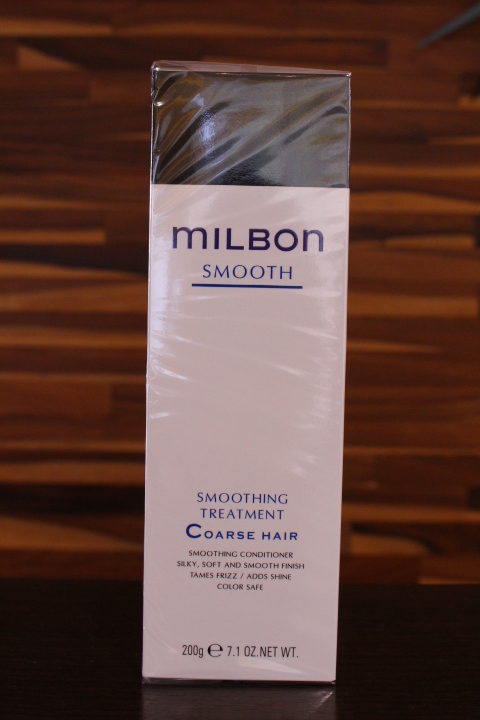 mILBOn
SMOOTH
SMOOTHING
TREATMENT
COARSE HAIR
SMOOTHING CONDITIONER
SILKY, SOFT AND SMOOTH FINISH
TAMES FRIZZ / ADDS SHINE
COLOR SAFE
200g ℮ 7.1 OZ.NET WT.